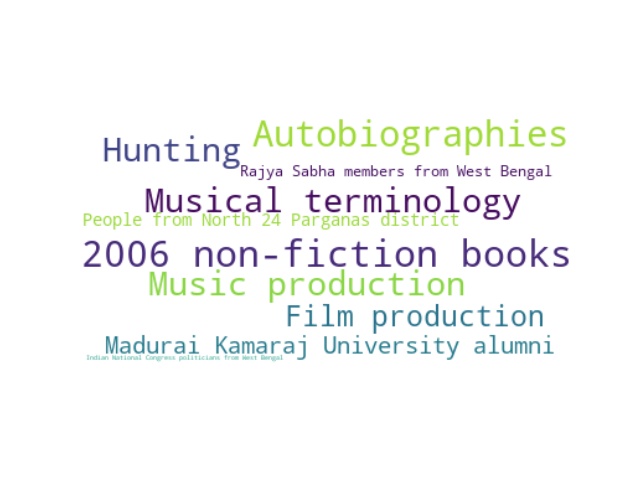 Autobiographies
Hunting
Rajya Sabha members from West Bengal
Musical terminology
People from North 24 Parganas district
2006 non-fiction books
Music production
Film production
Madurai Kamaraj University alumni
Indian National Congress politicians from West Bengal